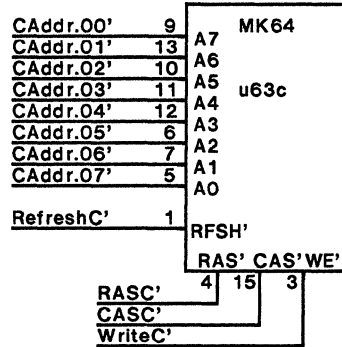 CAddr.00' 9 A7 MK64
CAddr.01' 13 A6
CAddr.02' 10 A5 u63c
CAddr.03' 11 A4
CAddr.04' 12 A3
CAddr.05' 6 A2
CAddr.06' 7 A1
CAddr.07' 5 A0
RefreshC' 1 RFSH'
RAS' CAS' WE'
4 15 3
RASC'
CASC'
WriteC'